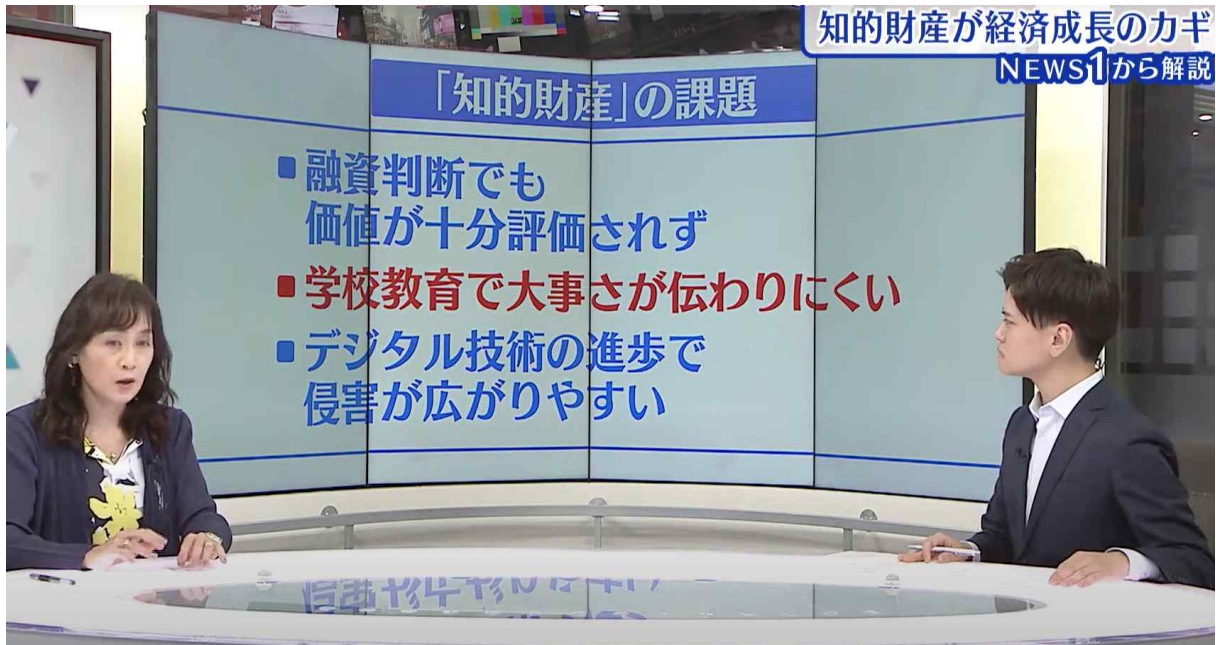 知的財産が経済成長のカギ
NEWS1から解説
「知的財産」の課題
■融資判断でも
価値が十分評価されず
■学校教育で大事さが伝わりにくい
■デジタル技術の進歩で
侵害が広がりやすい